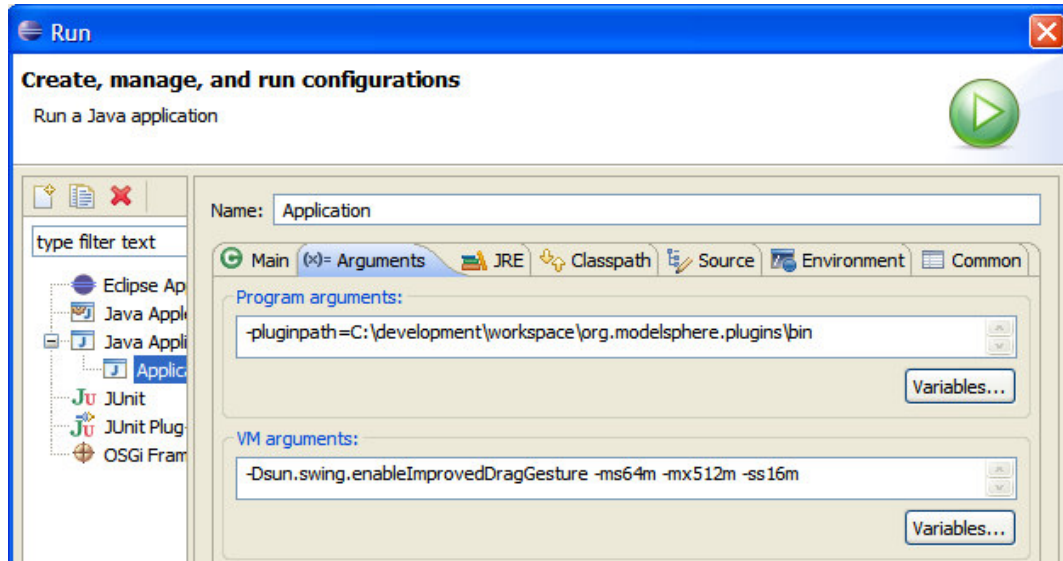 Run
Create, manage, and run configurations
Run a Java application
type filter text
Eclipse Ap
Java Appl
Java Appli
Applica
JUnit
JUnit Plug-
OSGi Fram
Name: Application
Main (x)= Arguments JRE Classpath Source Environment Common
Program arguments:
-pluginpath=C:\development\workspace\org.modelsphere.plugins\bin
Variables...
VM arguments:
-Dsun.swing.enableImprovedDragGesture -ms64m -mx512m -ss16m
Variables...